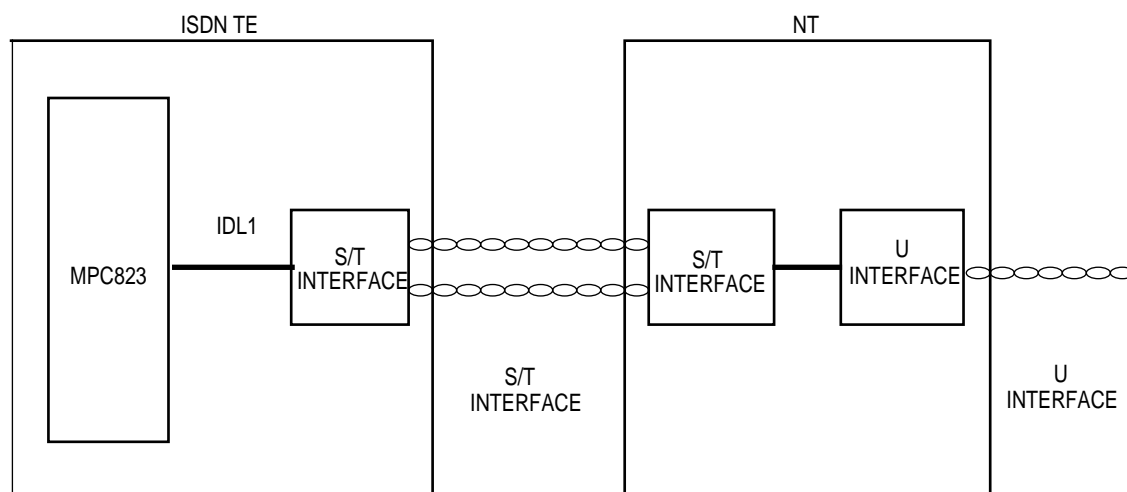 ISDN TE
NT
IDL1
MPC823
S/T
INTERFACE
S/T
INTERFACE
U
INTERFACE
S/T
INTERFACE
U
INTERFACE